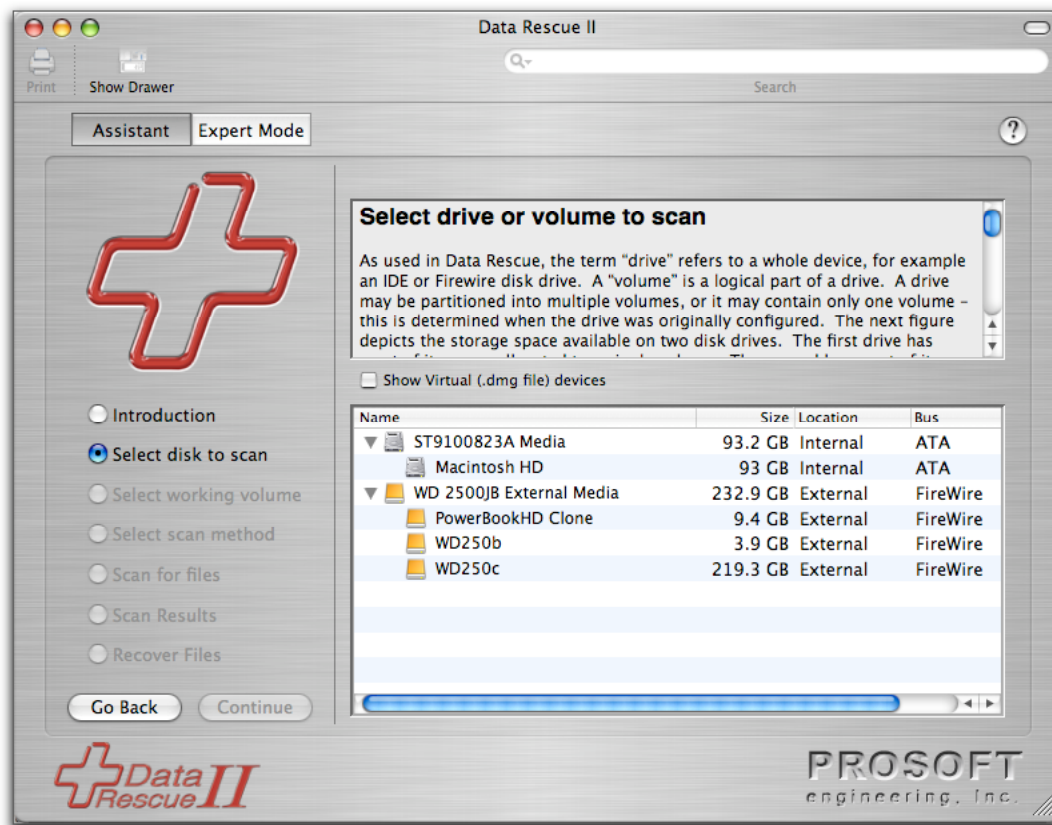 Data Rescue II
Print
Show Drawer
Search
Assistant
Expert Mode
?
Select drive or volume to scan
As used in Data Rescue, the term “drive” refers to a whole device, for example
an IDE or Firewire disk drive.  A “volume” is a logical part of a drive.  A drive
may be partitioned into multiple volumes, or it may contain only one volume –
this is determined when the drive was originally configured.  The next figure
depicts the storage space available on two disk drives.  The first drive has
Show Virtual (.dmg file) devices
Introduction
Select disk to scan
Select working volume
Select scan method
Scan for files
Scan Results
Recover Files
Go Back
Continue
Name Size Location Bus
ST9100823A Media 93.2 GB Internal ATA
Macintosh HD 93 GB Internal ATA
WD 2500JB External Media 232.9 GB External FireWire
PowerBookHD Clone 9.4 GB External FireWire
WD250b 3.9 GB External FireWire
WD250c 219.3 GB External FireWire
Data
Rescue II
PROSOFT
engineering, Inc.